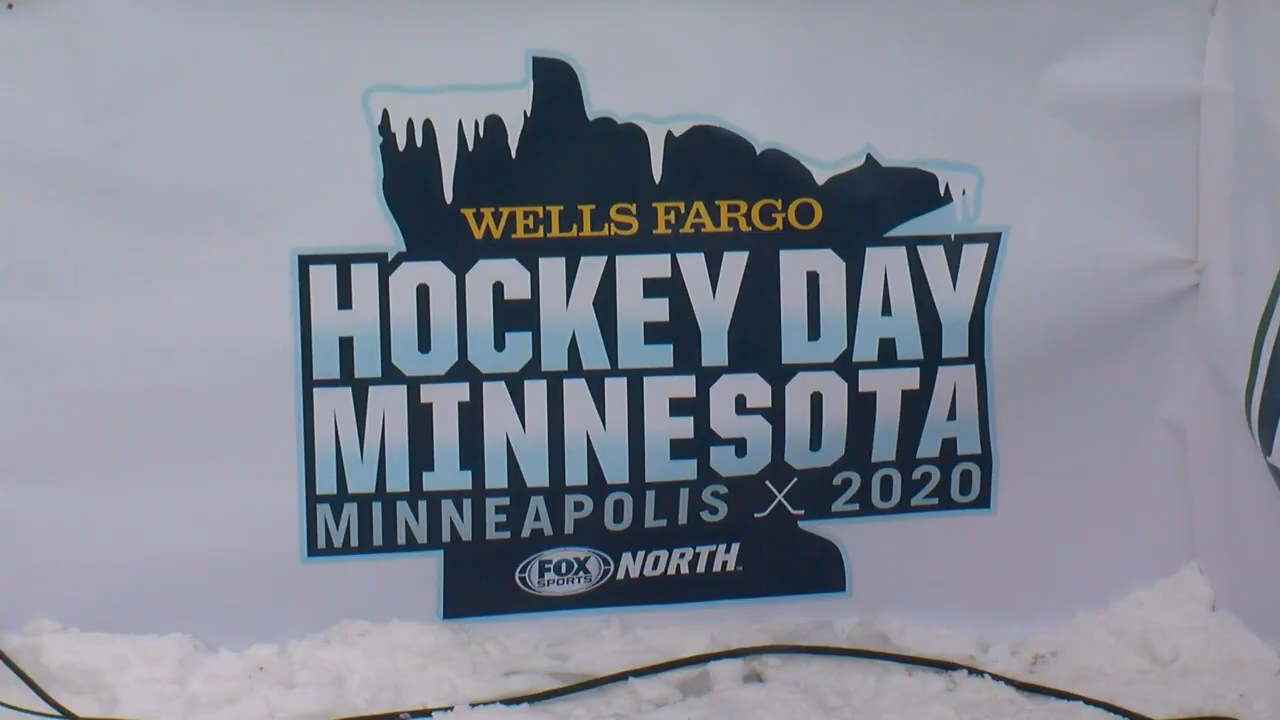 WELLS FARGO
HOCKEY DAY
MINNESOTA
MINNEAPOLIS 2020
FOX SPORTS NORTH